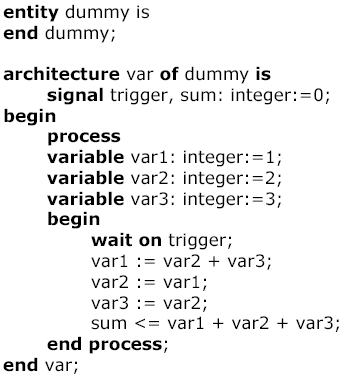 entity dummy is
end dummy;
architecture var of dummy is
signal trigger, sum: integer:=0;
begin
process
variable var1: integer:=1;
variable var2: integer:=2;
variable var3: integer:=3;
begin
wait on trigger;
var1 := var2 + var3;
var2 := var1;
var3 := var2;
sum <= var1 + var2 + var3;
end process;
end var;